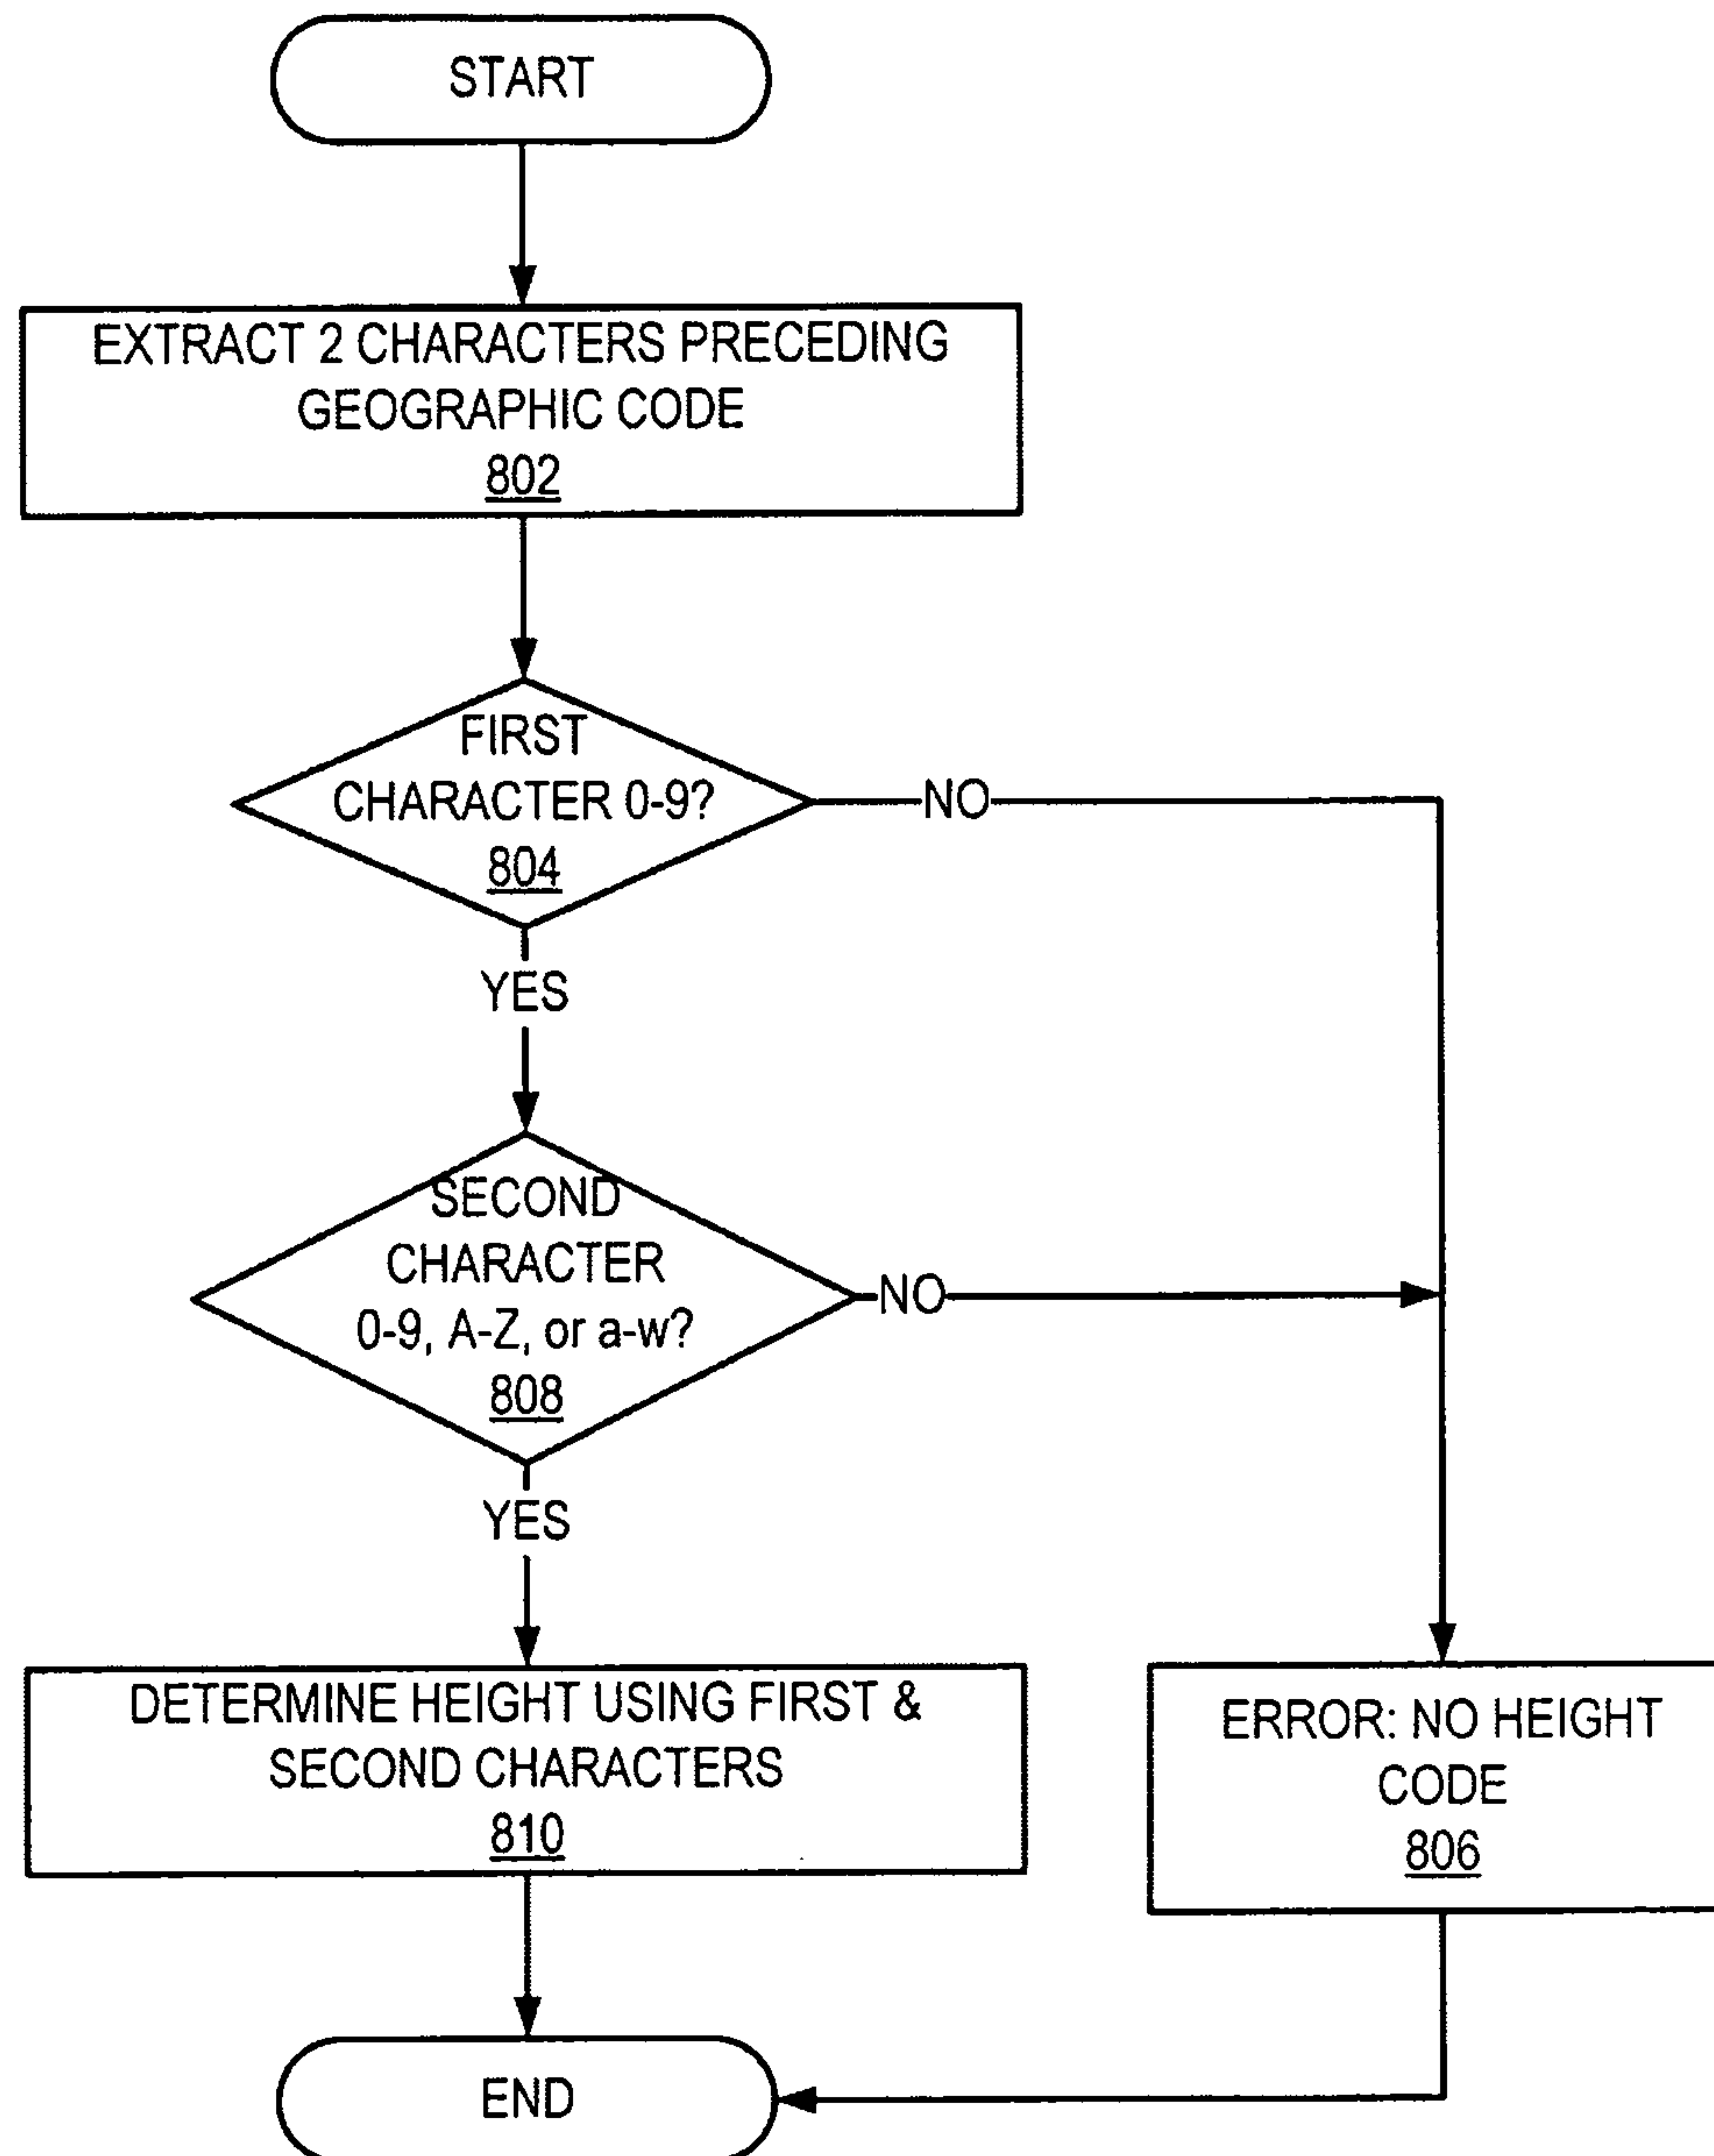 START
EXTRACT 2 CHARACTERS PRECEDING
GEOGRAPHIC CODE
802
FIRST
CHARACTER 0-9?
804
NO
YES
SECOND
CHARACTER
0-9, A-Z, or a-w?
808
NO
YES
DETERMINE HEIGHT USING FIRST &
SECOND CHARACTERS
810
ERROR: NO HEIGHT
CODE
806
END